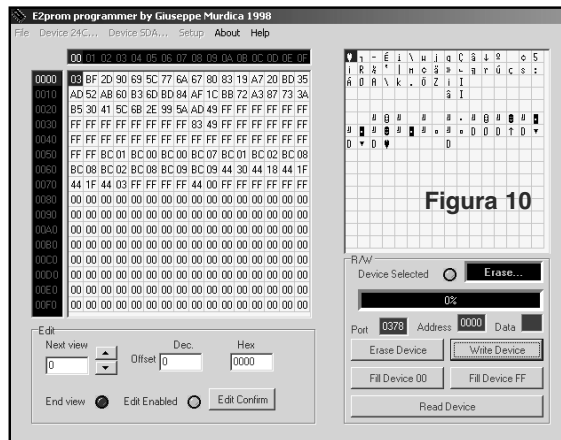 E2prom programmer by Giuseppe Murdica 1998
File Device 24C... Device SDA... Setup About Help
00 01 02 03 04 05 06 07 08 09 0A 0B 0C 0D 0E 0F
0000 03 BF 2D 90 69 5C 77 6A 67 80 83 19 A7 20 BD 35
0010 AD 52 AB 60 B3 6D BD 84 AF 1C BB 72 A3 87 73 3A
0020 B5 30 41 5C 6B 2E 99 5A AD 49 FF FF FF FF FF FF
0030 FF FF FF FF FF FF FF FF 83 49 FF FF FF FF FF FF
0040 FF FF FF FF FF FF FF FF FF FF FF FF FF FF FF FF
0050 FF FF BC 01 BC 00 BC 00 BC 07 BC 01 BC 02 BC 08
0060 BC 08 BC 02 BC 08 BC 09 BC 09 44 30 44 18 44 1F
0070 44 1F 44 03 FF FF FF FF 44 00 FF FF FF FF FF FF
0080 00 00 00 00 00 00 00 00 00 00 00 00 00 00 00 00
0090 00 00 00 00 00 00 00 00 00 00 00 00 00 00 00 00
00A0 00 00 00 00 00 00 00 00 00 00 00 00 00 00 00 00
00B0 00 00 00 00 00 00 00 00 00 00 00 00 00 00 00 00
00C0 00 00 00 00 00 00 00 00 00 00 00 00 00 00 00 00
00D0 00 00 00 00 00 00 00 00 00 00 00 00 00 00 00 00
00E0 00 00 00 00 00 00 00 00 00 00 00 00 00 00 00 00
00F0 00 00 00 00 00 00 00 00 00 00 00 00 00 00 00 00
Figura 10
Edit
Next view
0
Offset
Dec.
0
Hex
0000
End view
Edit Enabled
Edit Confirm
R/W
Device Selected
Erase...
0%
Port 0378 Address 0000 Data
Erase Device Write Device
Fill Device 00 Fill Device FF
Read Device